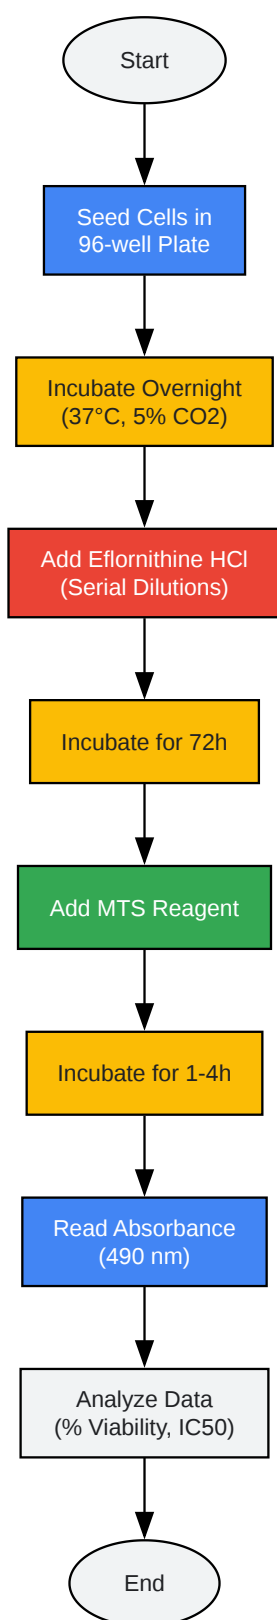 Start
Seed Cells in
96-well Plate
Incubate Overnight
(37°C, 5% CO2)
Add Eflornithine HCl
(Serial Dilutions)
Incubate for 72h
Add MTS Reagent
Incubate for 1-4h
Read Absorbance
(490 nm)
Analyze Data
(% Viability, IC50)
End